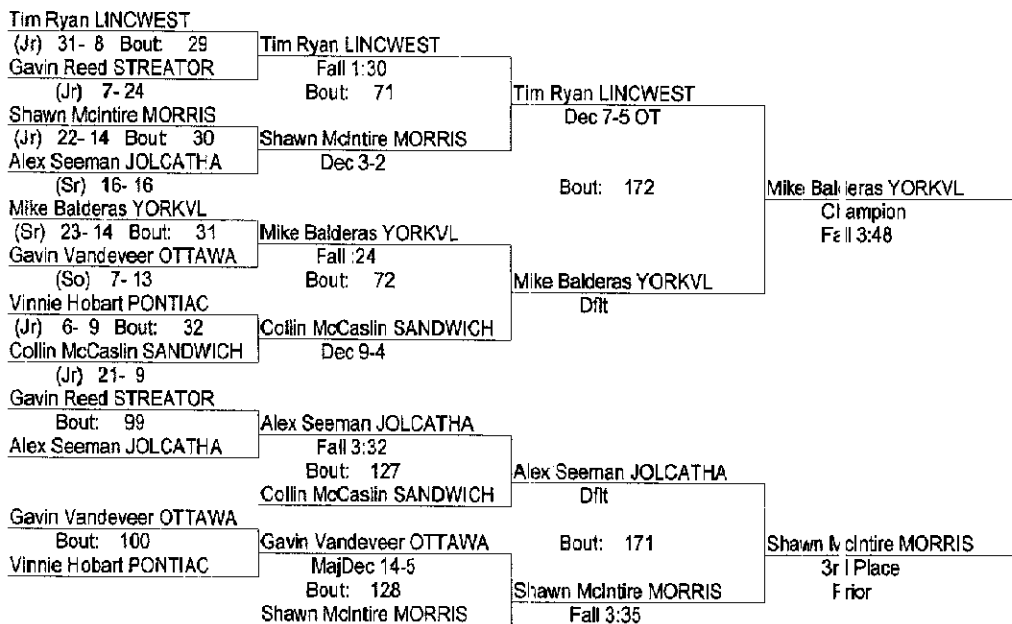 Tim Ryan LINCWEST
(Jr) 31- 8 Bout: 29
Gavin Reed STREATOR
(Jr) 7- 24
Shawn McIntire MORRIS
(Jr) 22- 14 Bout: 30
Alex Seeman JOLCATHA
(Sr) 16- 16
Mike Balderas YORKVL
(Sr) 23- 14 Bout: 31
Gavin Vandeveer OTTAWA
(So) 7- 13
Vinnie Hobart PONTIAC
(Jr) 6- 9 Bout: 32
Collin McCaslin SANDWICH
(Jr) 21- 9
Tim Ryan LINCWEST
Fall 1:30
Bout: 71
Shawn McIntire MORRIS
Dec 3-2
Mike Balderas YORKVL
Fall :24
Bout: 72
Collin McCaslin SANDWICH
Dec 9-4
Tim Ryan LINCWEST
Dec 7-5 OT
Bout: 172
Mike Balderas YORKVL
Dflt
Mike Balderas YORKVL
Champion
Fall 3:48
Gavin Reed STREATOR
Bout: 99
Alex Seeman JOLCATHA
Gavin Vandeveer OTTAWA
Bout: 100
Vinnie Hobart PONTIAC
Alex Seeman JOLCATHA
Fall 3:32
Bout: 127
Collin McCaslin SANDWICH
Gavin Vandeveer OTTAWA
MajDec 14-5
Bout: 128
Shawn McIntire MORRIS
Alex Seeman JOLCATHA
Dflt
Bout: 171
Shawn McIntire MORRIS
Fall 3:35
Shawn McIntire MORRIS
3rd Place
Prior